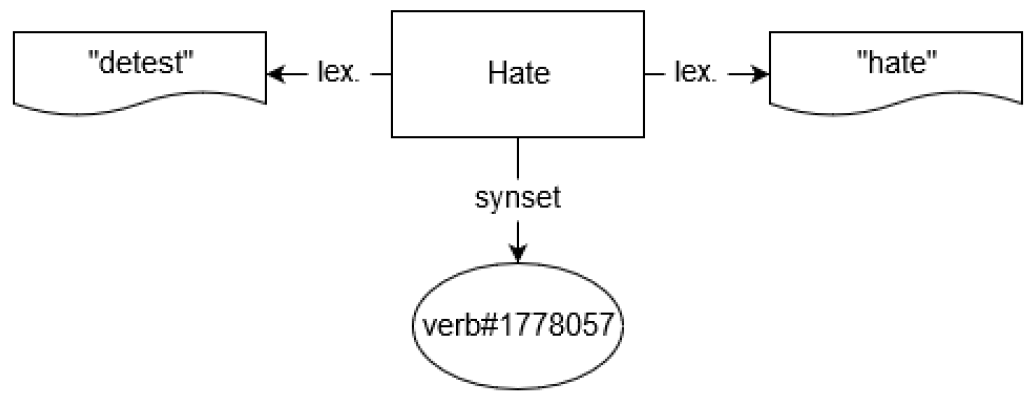 "detest"
lex.
Hate
lex.
"hate"
synset
verb#1778057